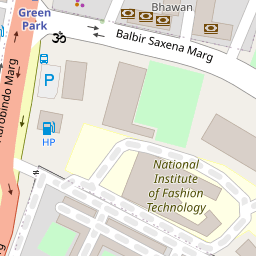 Bhawan
Green
Park
ॐ
Balbir Saxena Marg
Aurobindo Marg
P
HP
National
Institute
of Fashion
Technology